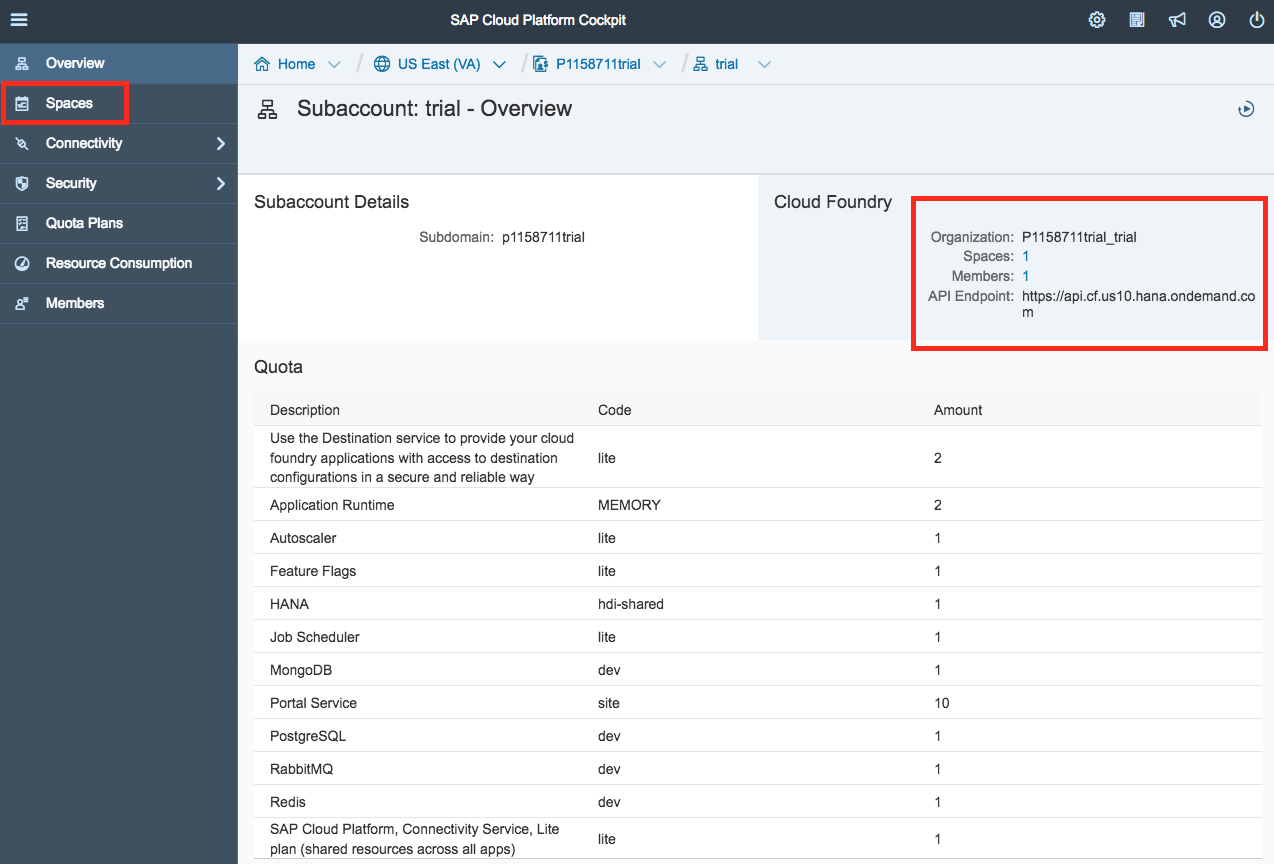 SAP Cloud Platform Cockpit
Overview
Spaces
Connectivity
Security
Quota Plans
Resource Consumption
Members
Home
US East (VA)
P1158711trial
trial
Subaccount: trial - Overview
Subaccount Details
Subdomain: p1158711trial
Cloud Foundry
Organization: P1158711trial_trial
Spaces: 1
Members: 1
API Endpoint: https://api.cf.us10.hana.ondemand.co
m
Quota
Description Code Amount
Use the Destination service to provide your cloud
foundry applications with access to destination
configurations in a secure and reliable way
lite 2
Application Runtime MEMORY 2
Autoscaler lite 1
Feature Flags lite 1
HANA hdi-shared 1
Job Scheduler lite 1
MongoDB dev 1
Portal Service site 10
PostgreSQL dev 1
RabbitMQ dev 1
Redis dev 1
SAP Cloud Platform, Connectivity Service, Lite
plan (shared resources across all apps)
lite 1